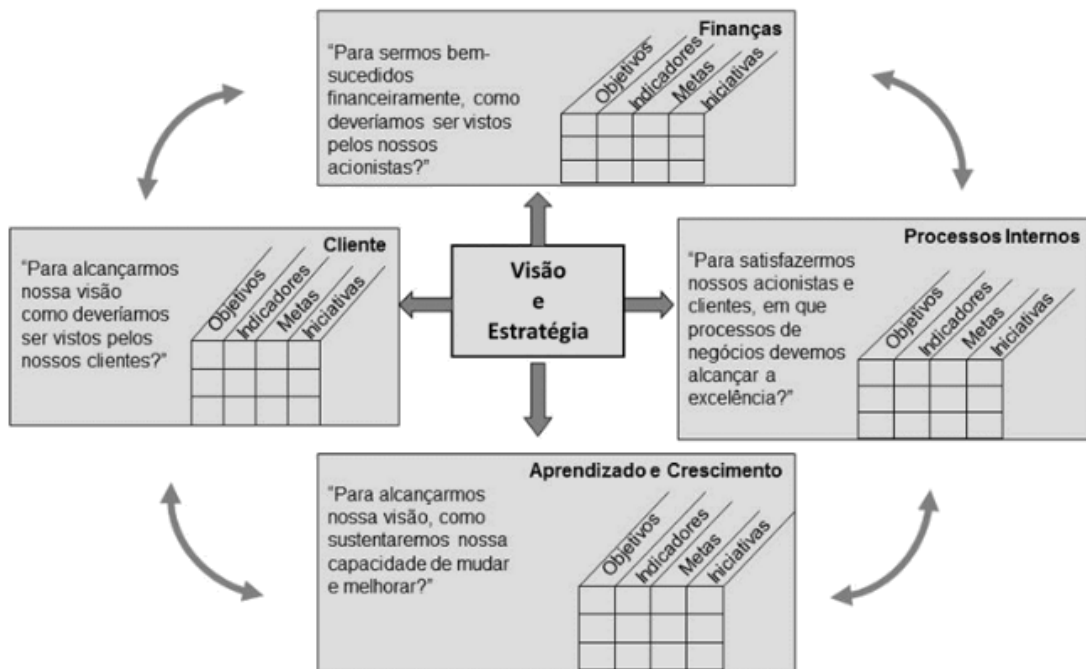 Finanças
“Para sermos bem-
sucedidos
financeiramente, como
deveríamos ser vistos
pelos nossos
acionistas?”
Objetivos
Indicadores
Metas
Iniciativas
Cliente
“Para alcançarmos
nossa visão
como deveríamos
ser vistos pelos
nossos clientes?”
Objetivos
Indicadores
Metas
Iniciativas
Visão
e
Estratégia
Processos Internos
“Para satisfazermos
nossos acionistas e
clientes, em que
processos de
negócios devemos
alcançar a
excelência?”
Objetivos
Indicadores
Metas
Iniciativas
Aprendizado e Crescimento
“Para alcançarmos
nossa visão, como
sustentaremos nossa
capacidade de mudar
e melhorar?”
Objetivos
Indicadores
Metas
Iniciativas